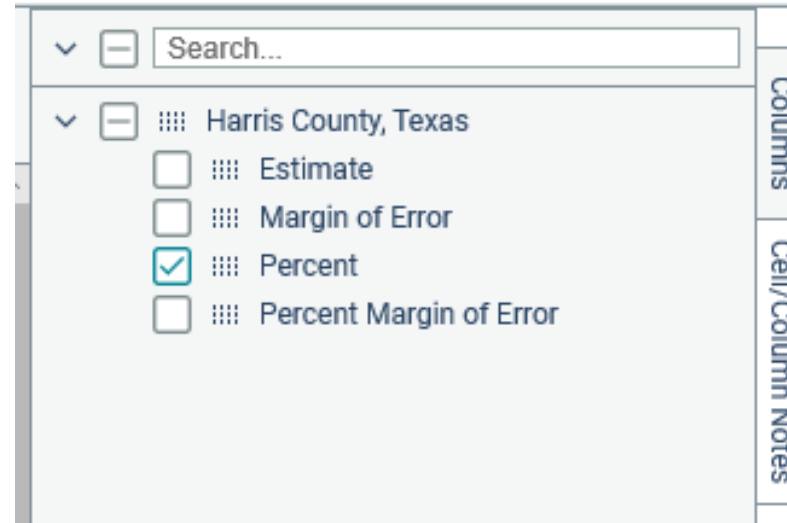 Search...
Harris County, Texas
Estimate
Margin of Error
Percent
Percent Margin of Error
Columns
Cell/Column Notes